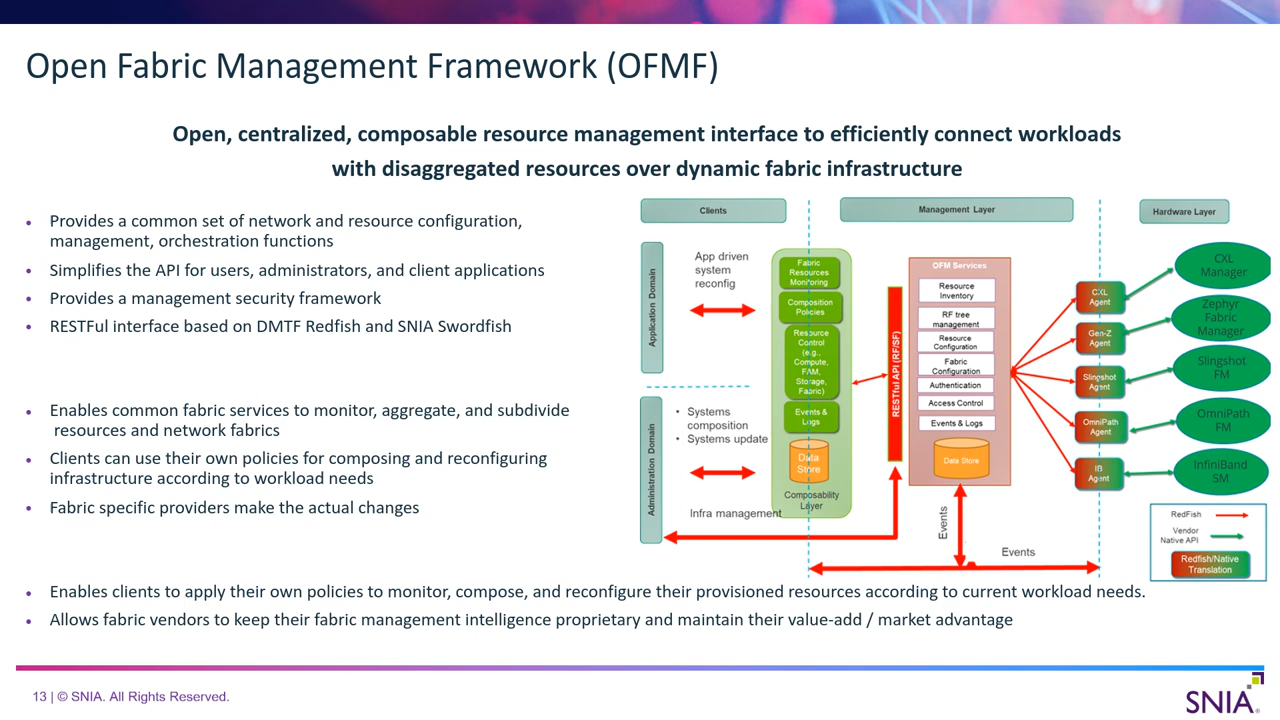 Open Fabric Management Framework (OFMF)
Open, centralized, composable resource management interface to efficiently connect workloads
with disaggregated resources over dynamic fabric infrastructure
• Provides a common set of network and resource configuration,
management, orchestration functions
• Simplifies the API for users, administrators, and client applications
• Provides a management security framework
• RESTFul interface based on DMTF Redfish and SNIA Swordfish
• Enables common fabric services to monitor, aggregate, and subdivide
resources and network fabrics
• Clients can use their own policies for composing and reconfiguring
infrastructure according to workload needs
• Fabric specific providers make the actual changes
Clients
Management Layer
Hardware Layer
Application Domain
App driven
system
reconfig
Administration Domain
• Systems
composition
• Systems update
Infra management
Fabric
Resources
Monitoring
Composition
Policies
Resource
Control
(e.g.,
Compute,
FAM,
Storage,
Fabric)
Events &
Logs
Data
Store
Composability
Layer
RESTful API (RF/SF)
OFM Services
Resource
Inventory
RF tree
management
Resource
Configuration
Fabric
Configuration
Authentication
Access Control
Events & Logs
Data Store
Events
Events
CXL
Agent
Gen-Z
Agent
Slingshot
Agent
OmniPath
Agent
IB
Agent
CXL
Manager
Zephyr
Fabric
Manager
Slingshot
FM
OmniPath
FM
InfiniBand
SM
RedFish
Vendor
Native API
Redfish/Native
Translation
• Enables clients to apply their own policies to monitor, compose, and reconfigure their provisioned resources according to current workload needs.
• Allows fabric vendors to keep their fabric management intelligence proprietary and maintain their value-add / market advantage
13 | © SNIA. All Rights Reserved.
SNIA